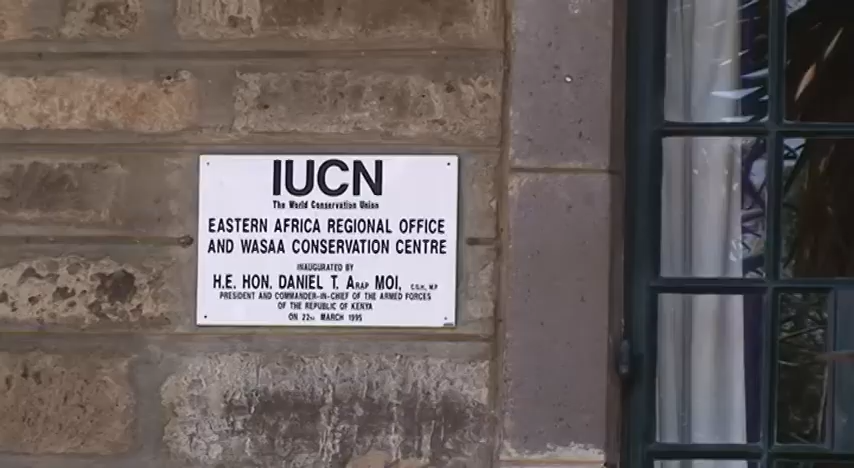 IUCN
The World Conservation Union
EASTERN AFRICA REGIONAL OFFICE
AND WASAA CONSERVATION CENTRE
INAUGURATED BY
H.E. HON. DANIEL T. ARAP MOI, C.G.H., M.P
PRESIDENT AND COMMANDER-IN-CHIEF OF THE ARMED FORCES
OF THE REPUBLIC OF KENYA
ON 22ND MARCH 1995